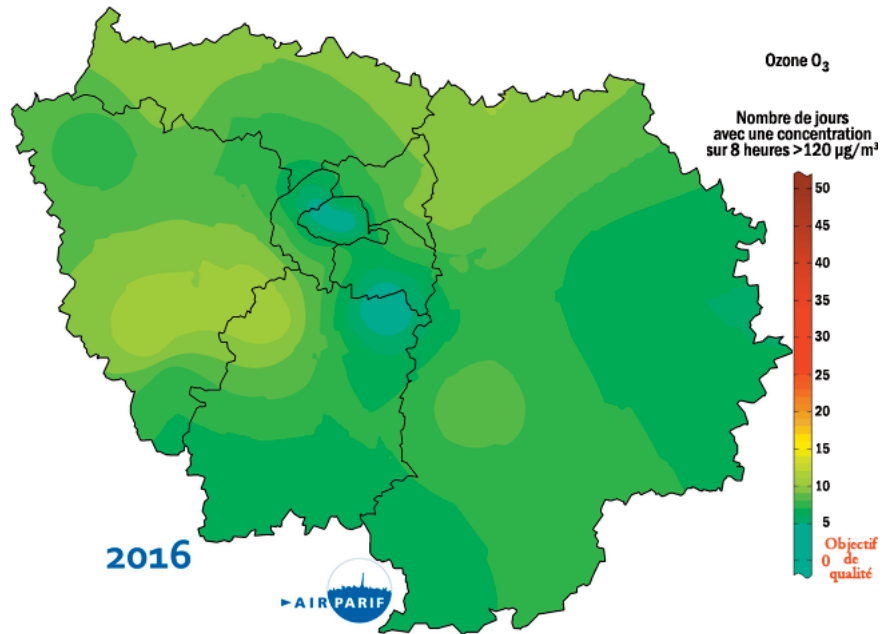 Ozone O₃
Nombre de jours
avec une concentration
sur 8 heures >120 µg/m³
50
45
40
35
30
25
20
15
10
5
0
Objectif
de
qualité
2016
AIRPARIF